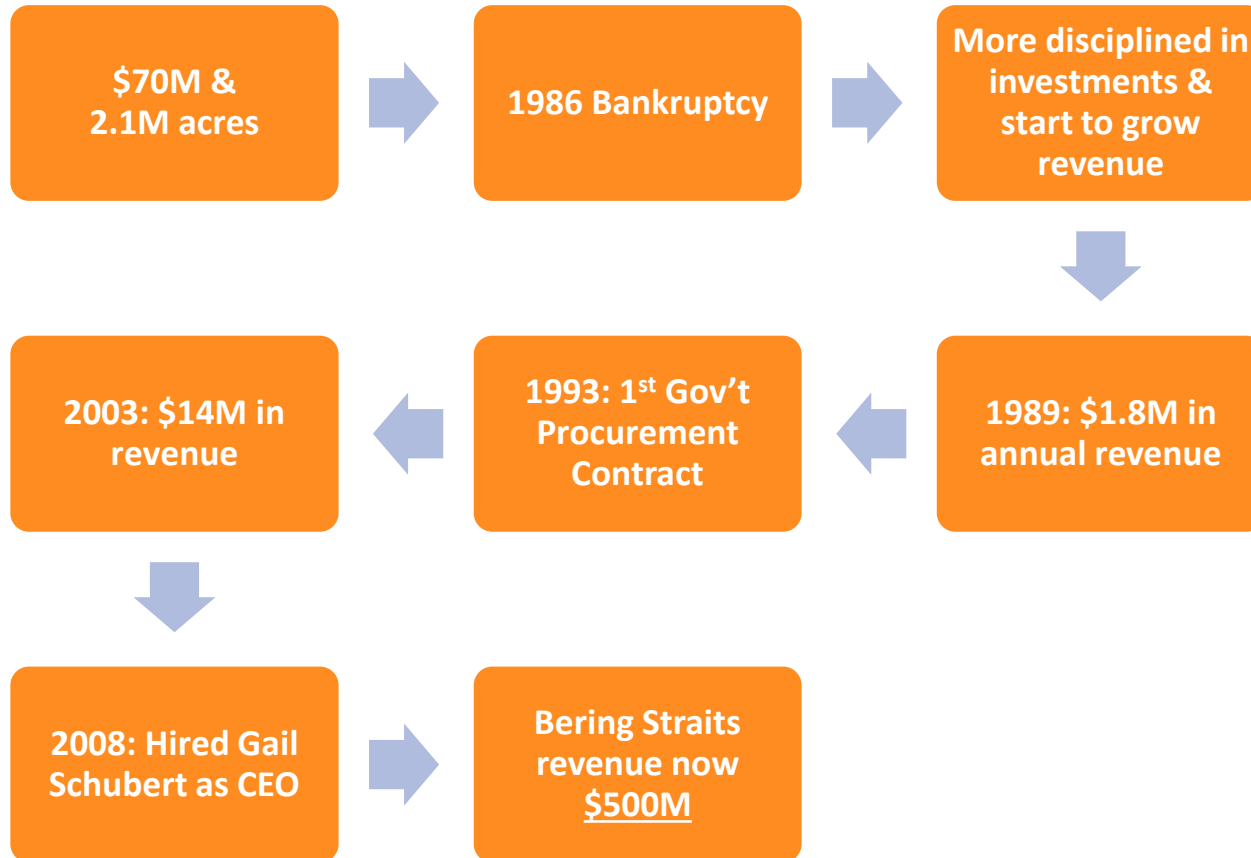 $70M &
2.1M acres
1986 Bankruptcy
More disciplined in
investments &
start to grow
revenue
1989: $1.8M in
annual revenue
1993: 1st Gov’t
Procurement
Contract
2003: $14M in
revenue
2008: Hired Gail
Schubert as CEO
Bering Straits
revenue now
$500M